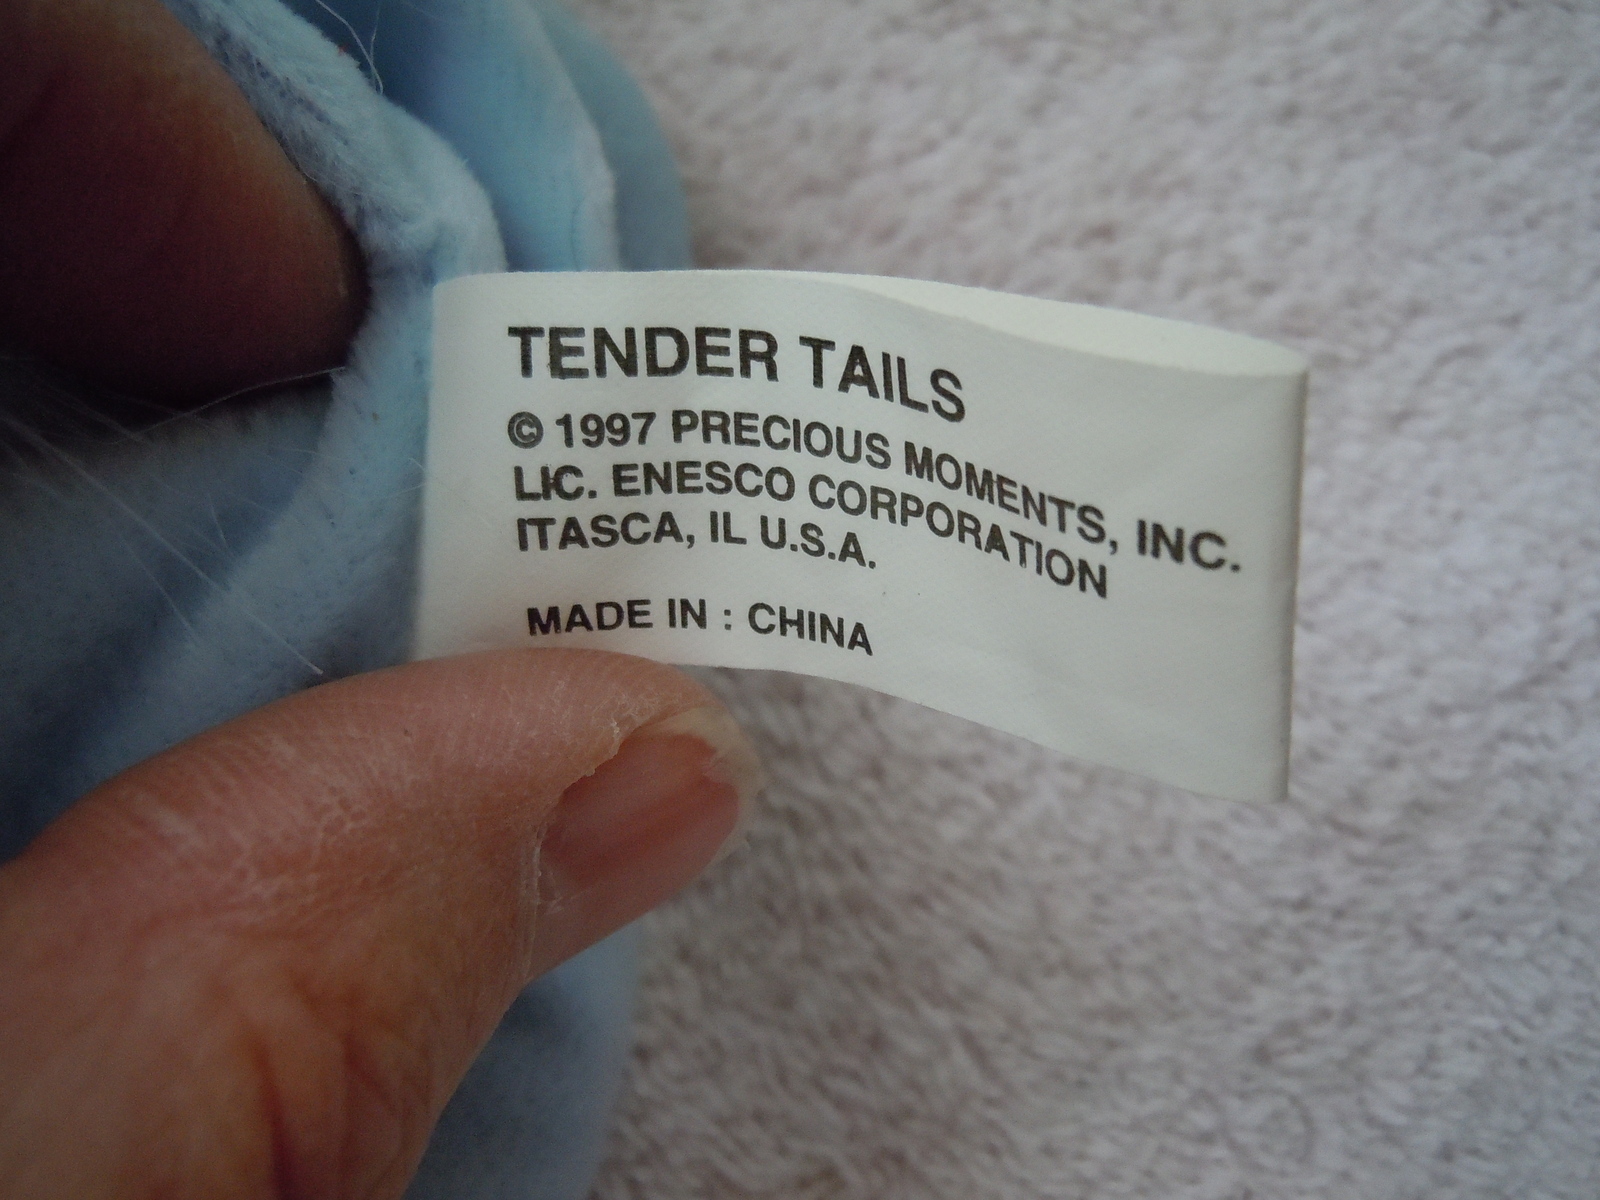 TENDER TAILS
© 1997 PRECIOUS MOMENTS, INC.
LIC. ENESCO CORPORATION
ITASCA, IL U.S.A.
MADE IN : CHINA